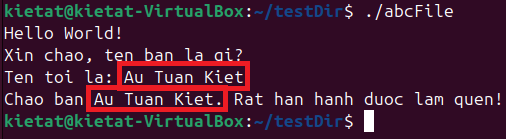 kietat@kietat-VirtualBox:~/testDir$ ./abcFile
Hello World!
Xin chao, ten ban la gi?
Ten toi la: Au Tuan Kiet
Chao ban Au Tuan Kiet. Rat han hanh duoc lam quen!
kietat@kietat-VirtualBox:~/testDir$